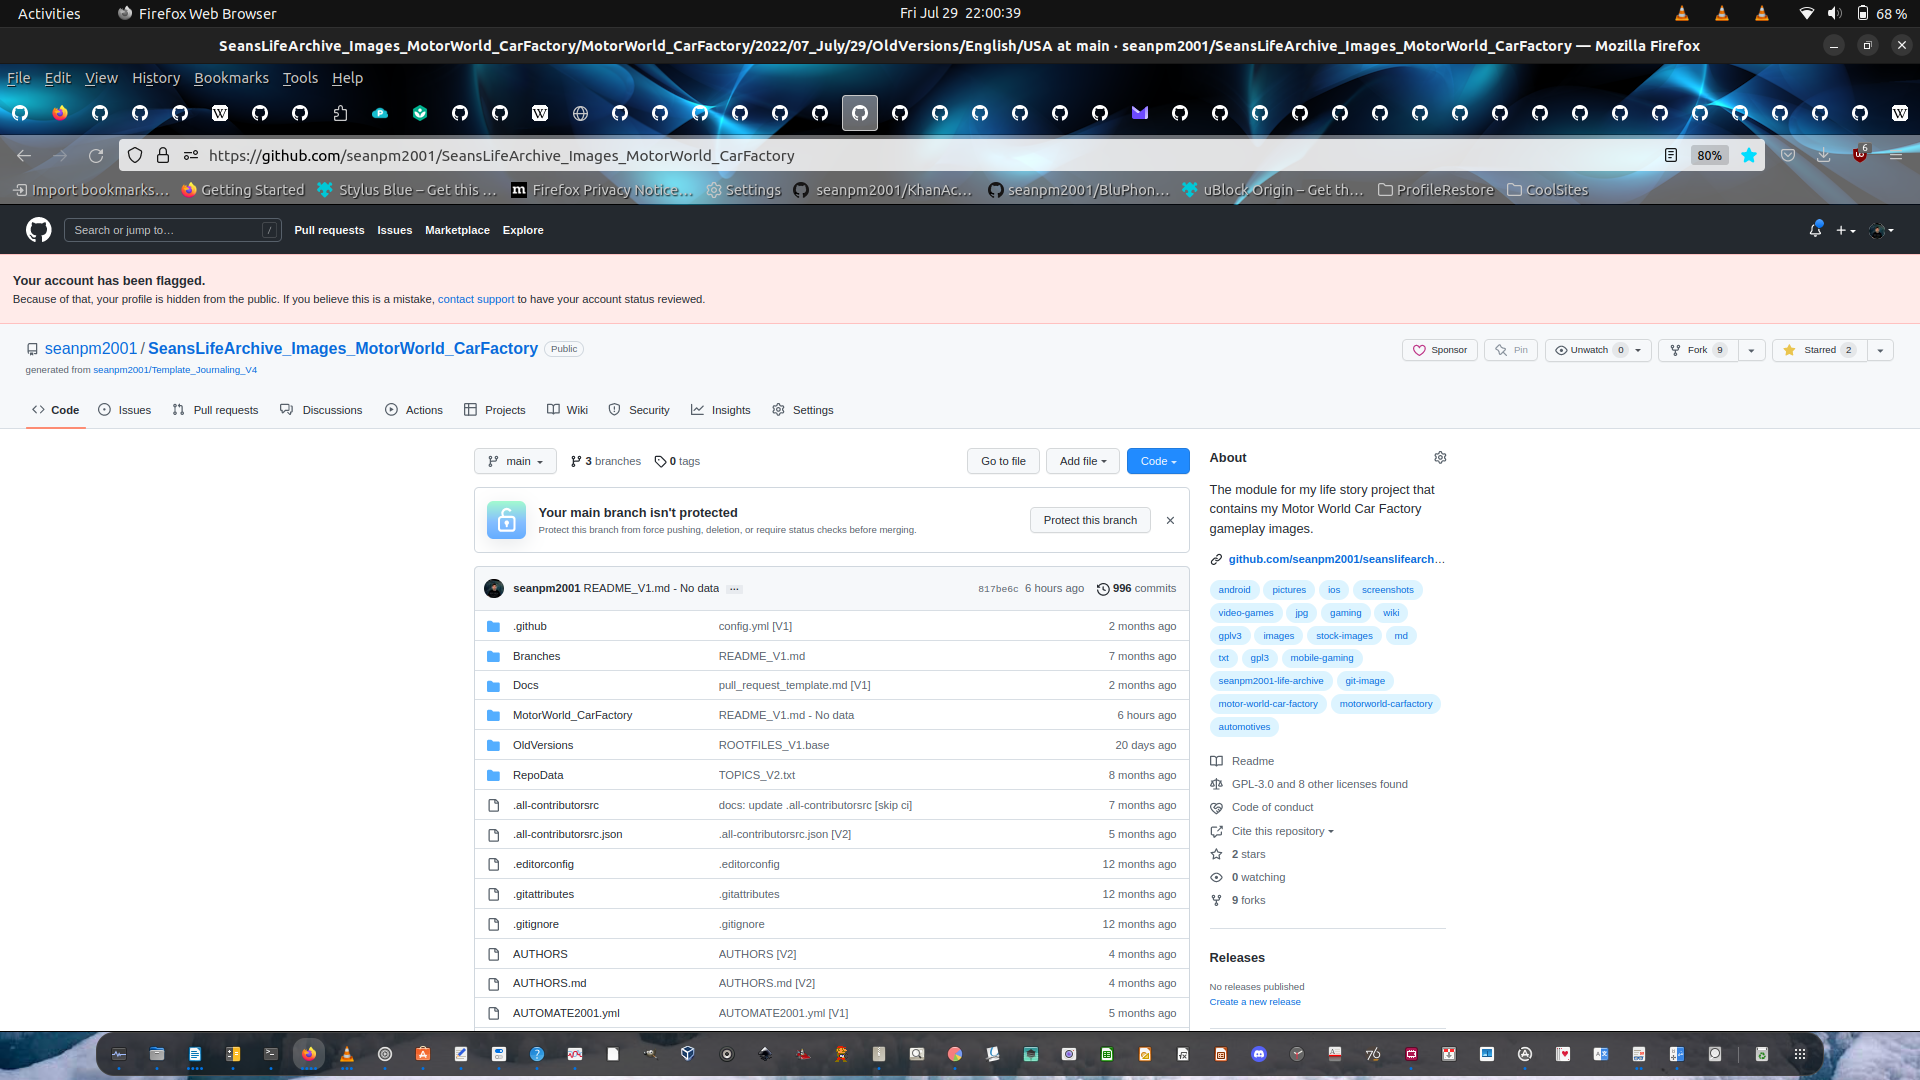 Activities
Firefox Web Browser
Fri Jul 29 22:00:39
68 %
SeansLifeArchive_Images_MotorWorld_CarFactory/MotorWorld_CarFactory/2022/07_July/29/OldVersions/English/USA at main · seanpm2001/SeansLifeArchive_Images_MotorWorld_CarFactory — Mozilla Firefox
File Edit View History Bookmarks Tools Help
https://github.com/seanpm2001/SeansLifeArchive_Images_MotorWorld_CarFactory
80%
6
Import bookmarks… Getting Started Stylus Blue – Get this … Firefox Privacy Notice… Settings seanpm2001/KhanAc… seanpm2001/BluPhon… uBlock Origin – Get th… ProfileRestore CoolSites
Search or jump to… /
Pull requests Issues Marketplace Explore
Your account has been flagged.
Because of that, your profile is hidden from the public. If you believe this is a mistake, contact support to have your account status reviewed.
seanpm2001 / SeansLifeArchive_Images_MotorWorld_CarFactory Public
generated from seanpm2001/Template_Journaling_V4
Sponsor Pin Unwatch 0 Fork 9 Starred 2
Code Issues Pull requests Discussions Actions Projects Wiki Security Insights Settings
main 3 branches 0 tags
Go to file Add file Code
Your main branch isn't protected
Protect this branch from force pushing, deletion, or require status checks before merging.
Protect this branch
seanpm2001 README_V1.md - No data … 817be6c 6 hours ago 996 commits
.github config.yml [V1] 2 months ago
Branches README_V1.md 7 months ago
Docs pull_request_template.md [V1] 2 months ago
MotorWorld_CarFactory README_V1.md - No data 6 hours ago
OldVersions ROOTFILES_V1.base 20 days ago
RepoData TOPICS_V2.txt 8 months ago
.all-contributorsrc docs: update .all-contributorsrc [skip ci] 7 months ago
.all-contributorsrc.json .all-contributorsrc.json [V2] 5 months ago
.editorconfig .editorconfig 12 months ago
.gitattributes .gitattributes 12 months ago
.gitignore .gitignore 12 months ago
AUTHORS AUTHORS [V2] 4 months ago
AUTHORS.md AUTHORS.md [V2] 4 months ago
AUTOMATE2001.yml AUTOMATE2001.yml [V1] 5 months ago
About
The module for my life story project that
contains my Motor World Car Factory
gameplay images.
github.com/seanpm2001/seanslifearch…
android pictures ios screenshots
video-games jpg gaming wiki
gplv3 images stock-images md
txt gpl3 mobile-gaming
seanpm2001-life-archive git-image
motor-world-car-factory motorworld-carfactory
automotives
Readme
GPL-3.0 and 8 other licenses found
Code of conduct
Cite this repository
2 stars
0 watching
9 forks
Releases
No releases published
Create a new release